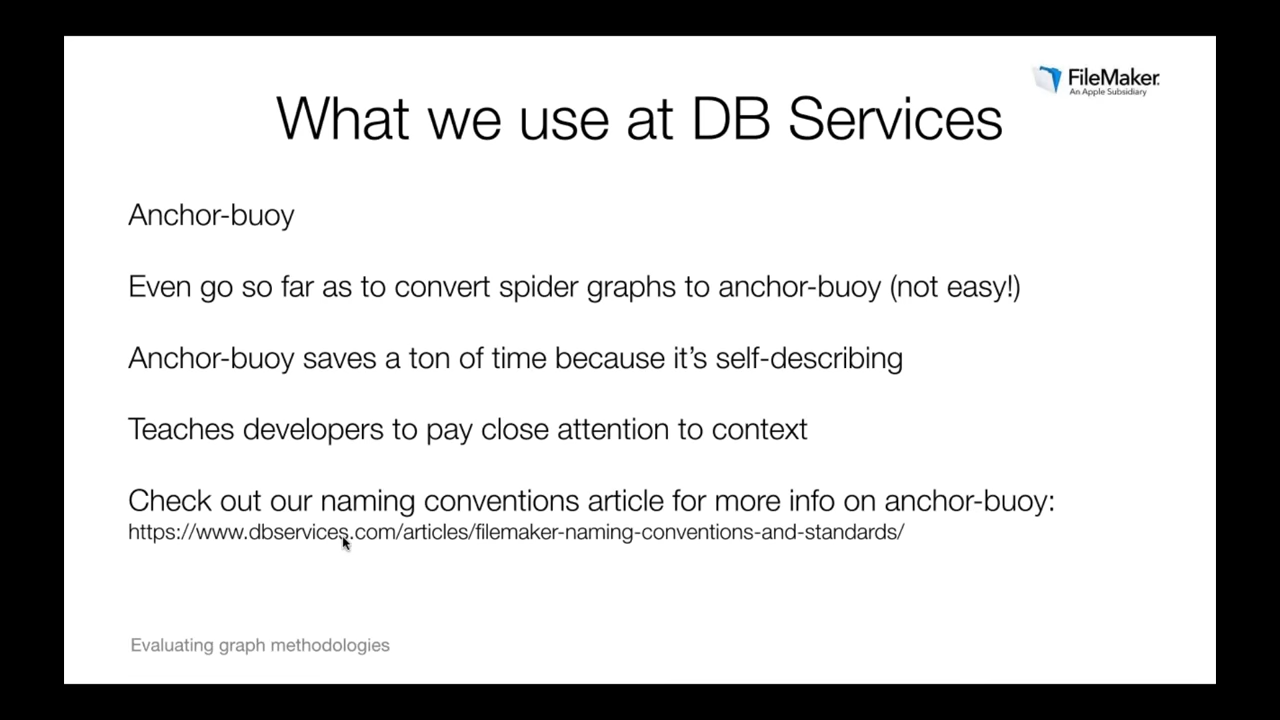 FileMaker.
An Apple Subsidiary
What we use at DB Services
Anchor-buoy
Even go so far as to convert spider graphs to anchor-buoy (not easy!)
Anchor-buoy saves a ton of time because it’s self-describing
Teaches developers to pay close attention to context
Check out our naming conventions article for more info on anchor-buoy:
https://www.dbservices.com/articles/filemaker-naming-conventions-and-standards/
Evaluating graph methodologies